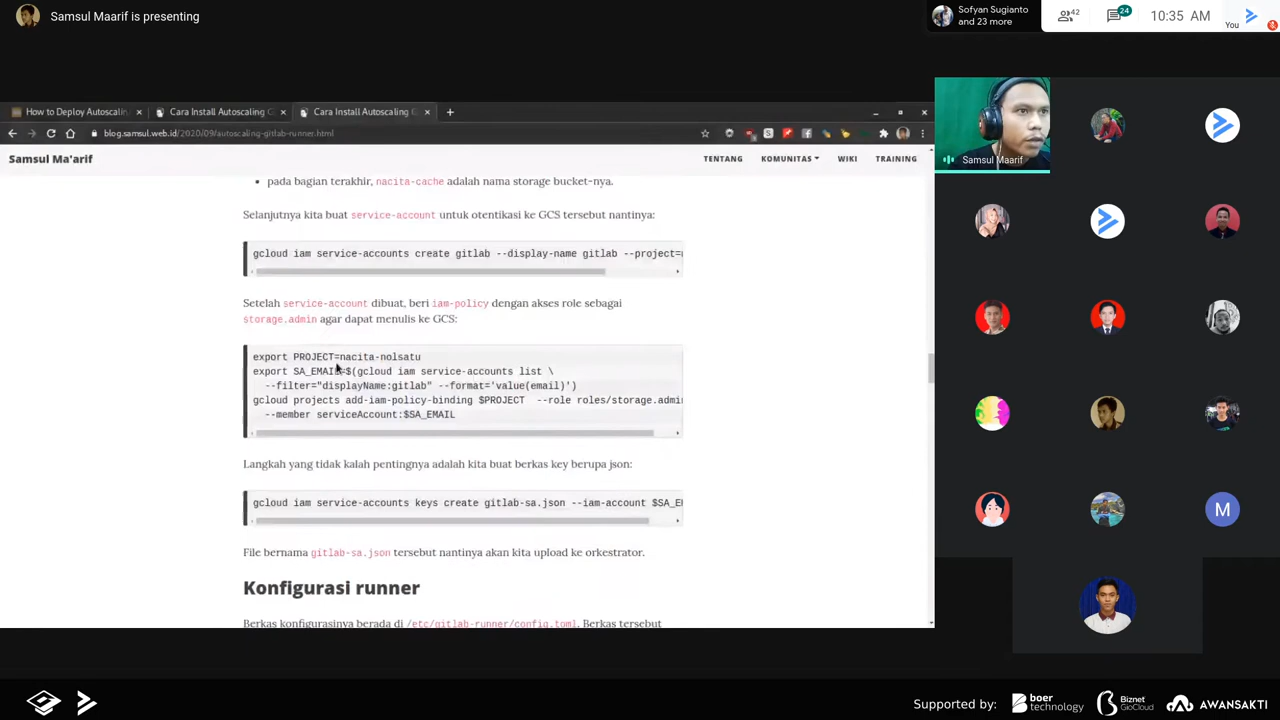 Samsul Maarif is presenting
Sofyan Sugianto
and 23 more
42
24
10:35 AM
You
How to Deploy Autoscalin
Cara Install Autoscaling G
Cara Install Autoscaling G
blog.samsul.web.id/2020/09/autoscaling-gitlab-runner.html
Samsul Ma'arif
TENTANG
KOMUNITAS
WIKI
TRAINING
pada bagian terakhir, nacita-cache adalah nama storage bucket-nya.
Selanjutnya kita buat service-account untuk otentikasi ke GCS tersebut nantinya:
gcloud iam service-accounts create gitlab --display-name gitlab --project=
Setelah service-account dibuat, beri iam-policy dengan akses role sebagai
storage.admin agar dapat menulis ke GCS:
export PROJECT=nacita-nolsatu
export SA_EMAIL=$(gcloud iam service-accounts list \
--filter="displayName:gitlab" --format='value(email)')
gcloud projects add-iam-policy-binding $PROJECT --role roles/storage.admin
--member serviceAccount:$SA_EMAIL
Langkah yang tidak kalah pentingnya adalah kita buat berkas key berupa json:
gcloud iam service-accounts keys create gitlab-sa.json --iam-account $SA_E
File bernama gitlab-sa.json tersebut nantinya akan kita upload ke orkestrator.
Konfigurasi runner
Berkas konfigurasinya berada di /etc/gitlab-runner/config.toml. Berkas tersebut
Samsul Maarif
M
Supported by:
boer
technology
Biznet
GioCloud
AWANSAKTI